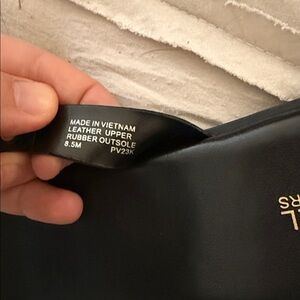 MADE IN VIETNAM
LEATHER UPPER
RUBBER OUTSOLE
8.5M
PV23K